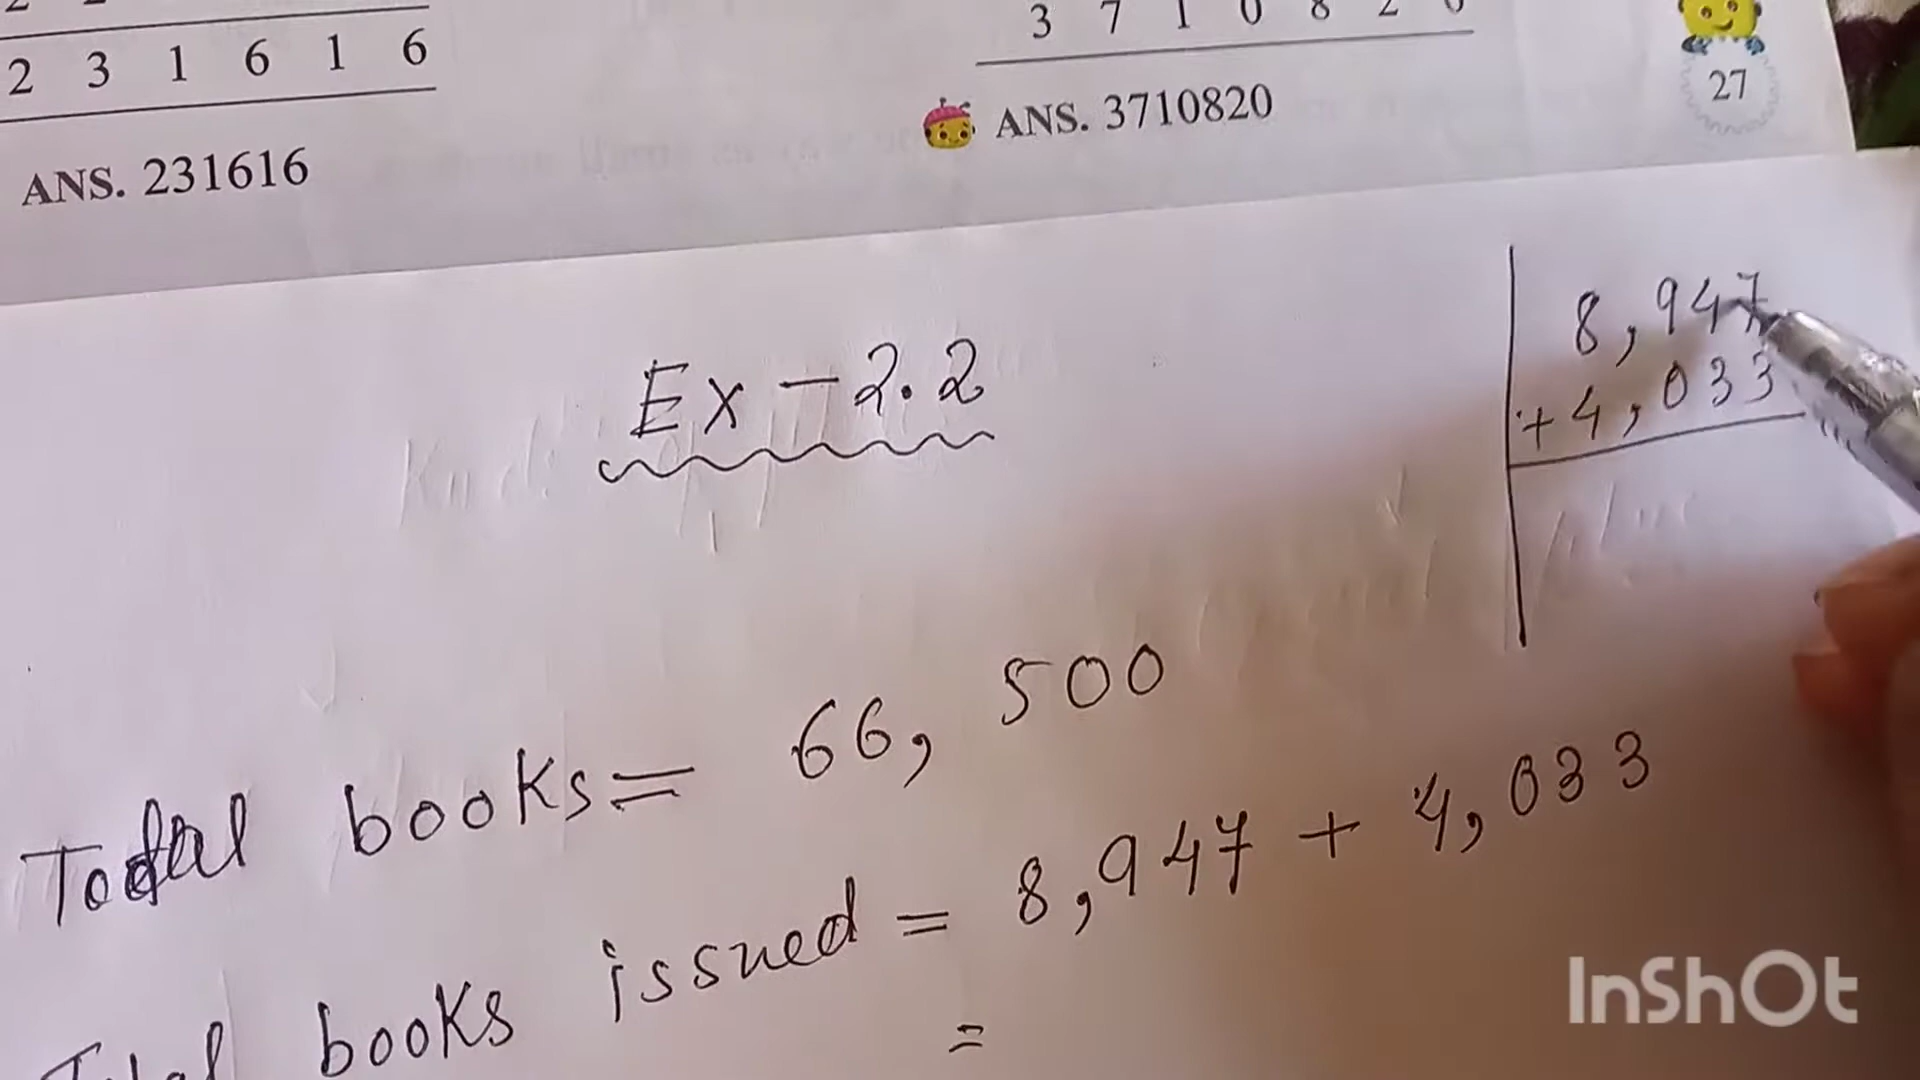 2 3 1 6 1 6
ANS. 231616
3 7 1 0 8 2 0
ANS. 3710820
27
Ex - 2.2
8,947
+ 4,033
Total books = 66,500
Total books issued = 8,947 + 4,033
=
InShOt